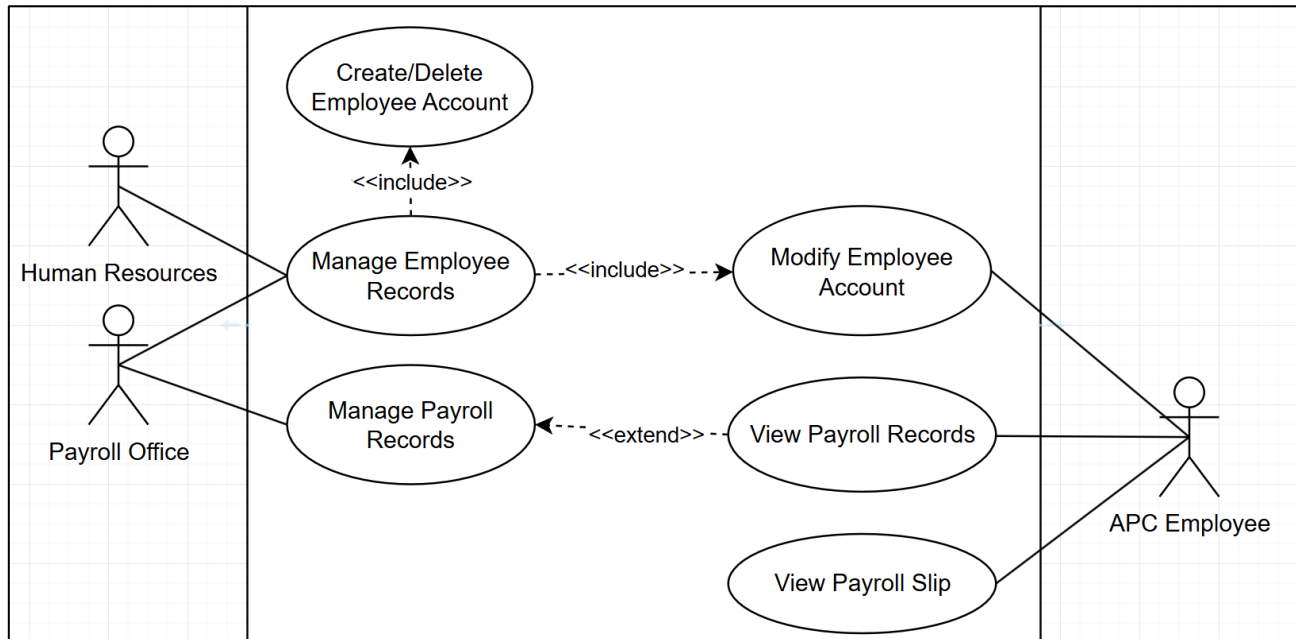 Create/Delete
Employee Account
<<include>>
Human Resources
Manage Employee
Records
<<include>>
Modify Employee
Account
Payroll Office
Manage Payroll
Records
<<extend>>
View Payroll Records
APC Employee
View Payroll Slip